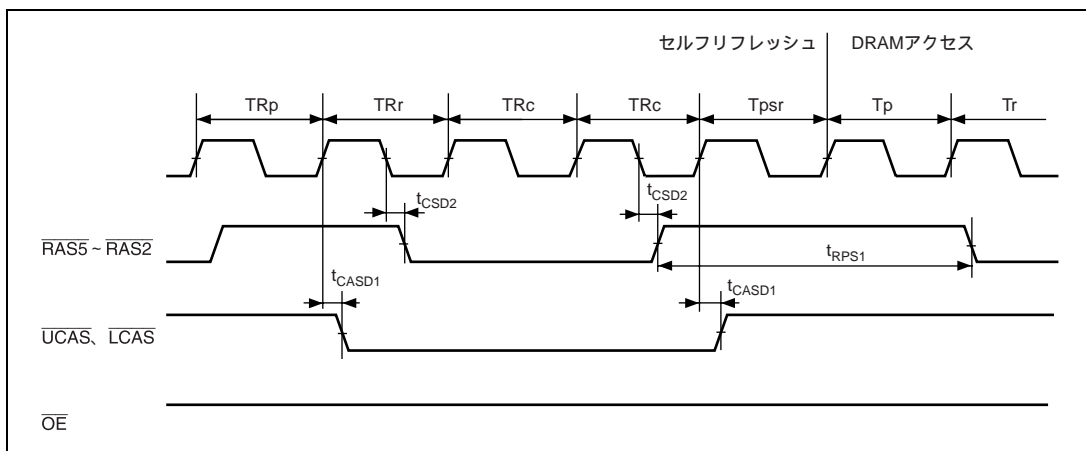 セルフリフレッシュ DRAMアクセス
TRp TRr TRc TRc Tpsr Tp Tr
tCSD2 tCSD2
RAS5~RAS2
tRPS1
tCASD1 tCASD1
UCAS、LCAS
OE